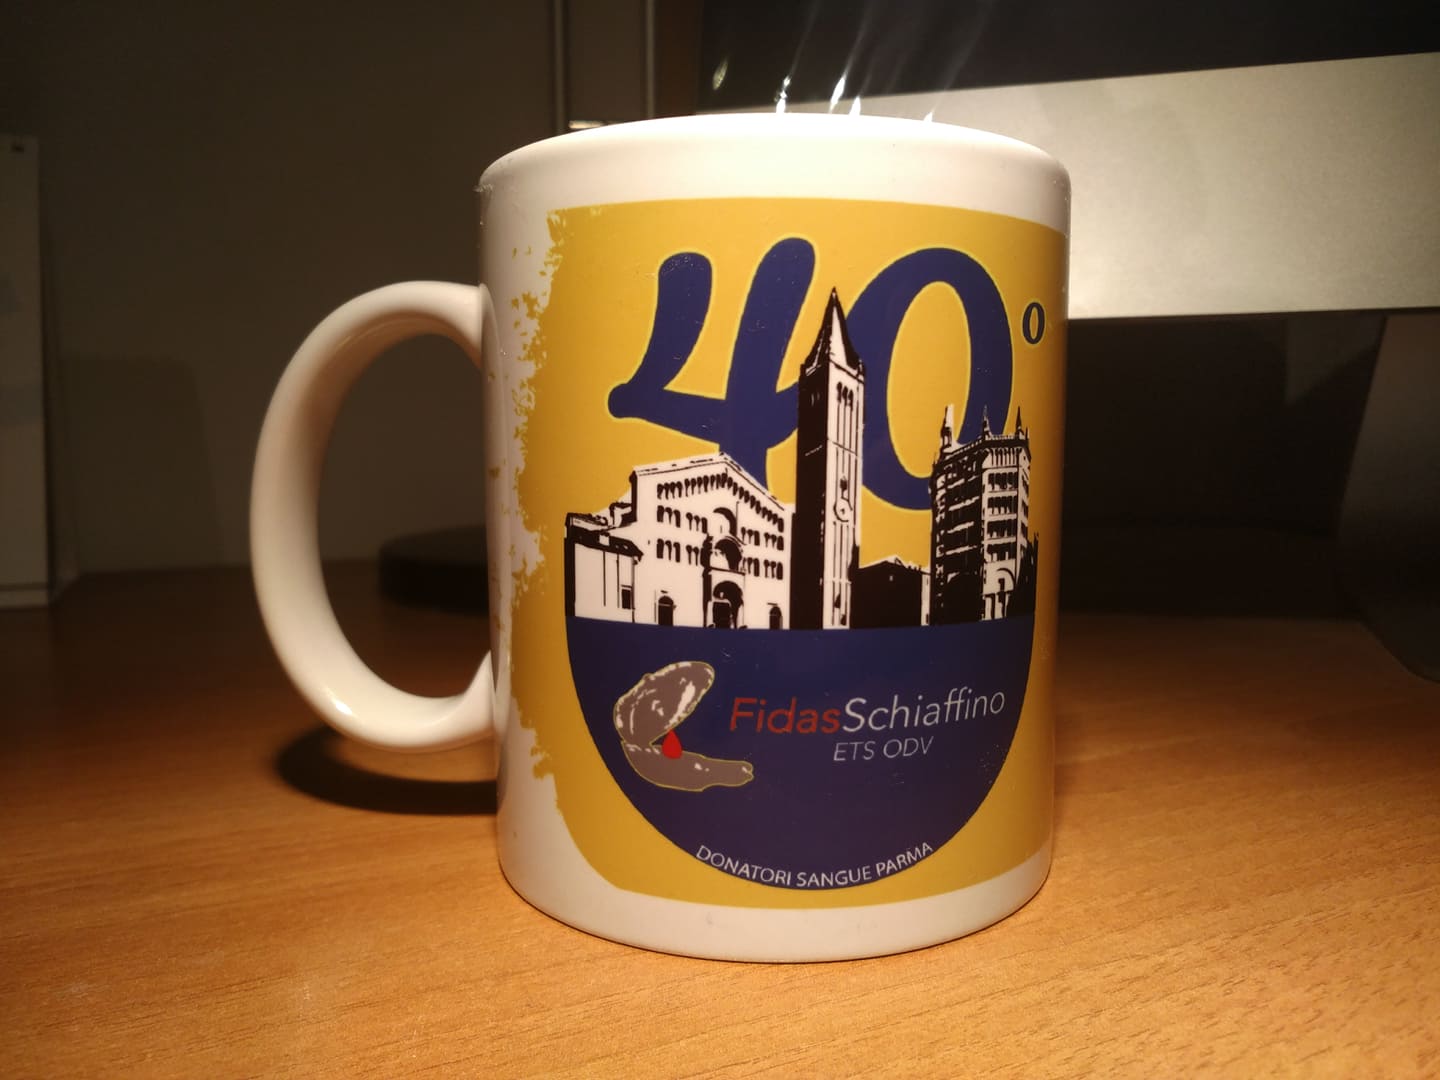 40°
FidasSchiaffino
ETS ODV
DONATORI SANGUE PARMA